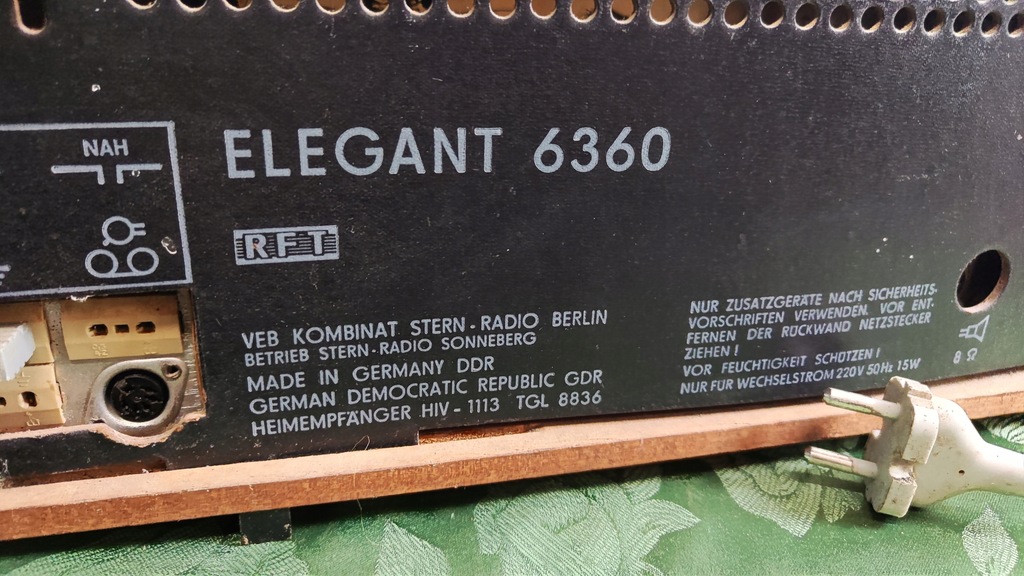 NAH
ELEGANT 6360
RFT
VEB KOMBINAT STERN-RADIO BERLIN
BETRIEB STERN-RADIO SONNEBERG
MADE IN GERMANY DDR
GERMAN DEMOCRATIC REPUBLIC GDR
HEIMEMPFÄNGER HIV-1113 TGL 8836
NUR ZUSATZGERÄTE NACH SICHERHEITS-
VORSCHRIFTEN VERWENDEN. VOR ENT-
FERNEN DER RÜCKWAND NETZSTECKER
ZIEHEN!
VOR FEUCHTIGKEIT SCHÜTZEN!
NUR FÜR WECHSELSTROM 220V 50Hz 15W
8 Ω